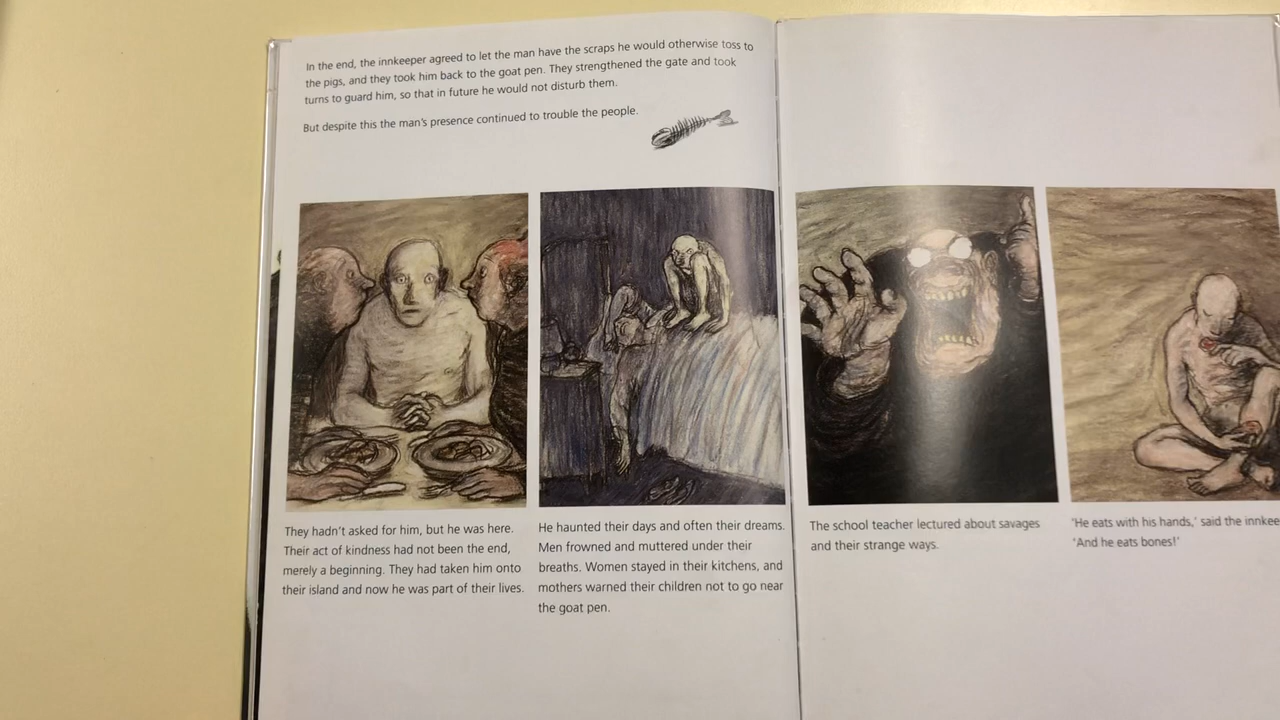 In the end, the innkeeper agreed to let the man have the scraps he would otherwise toss to
the pigs, and they took him back to the goat pen. They strengthened the gate and took
turns to guard him, so that in future he would not disturb them.
But despite this the man's presence continued to trouble the people.
They hadn't asked for him, but he was here.
Their act of kindness had not been the end,
merely a beginning. They had taken him onto
their island and now he was part of their lives.
He haunted their days and often their dreams.
Men frowned and muttered under their
breaths. Women stayed in their kitchens, and
mothers warned their children not to go near
the goat pen.
The school teacher lectured about savages
and their strange ways.
'He eats with his hands,' said the
'And he eats bones!'